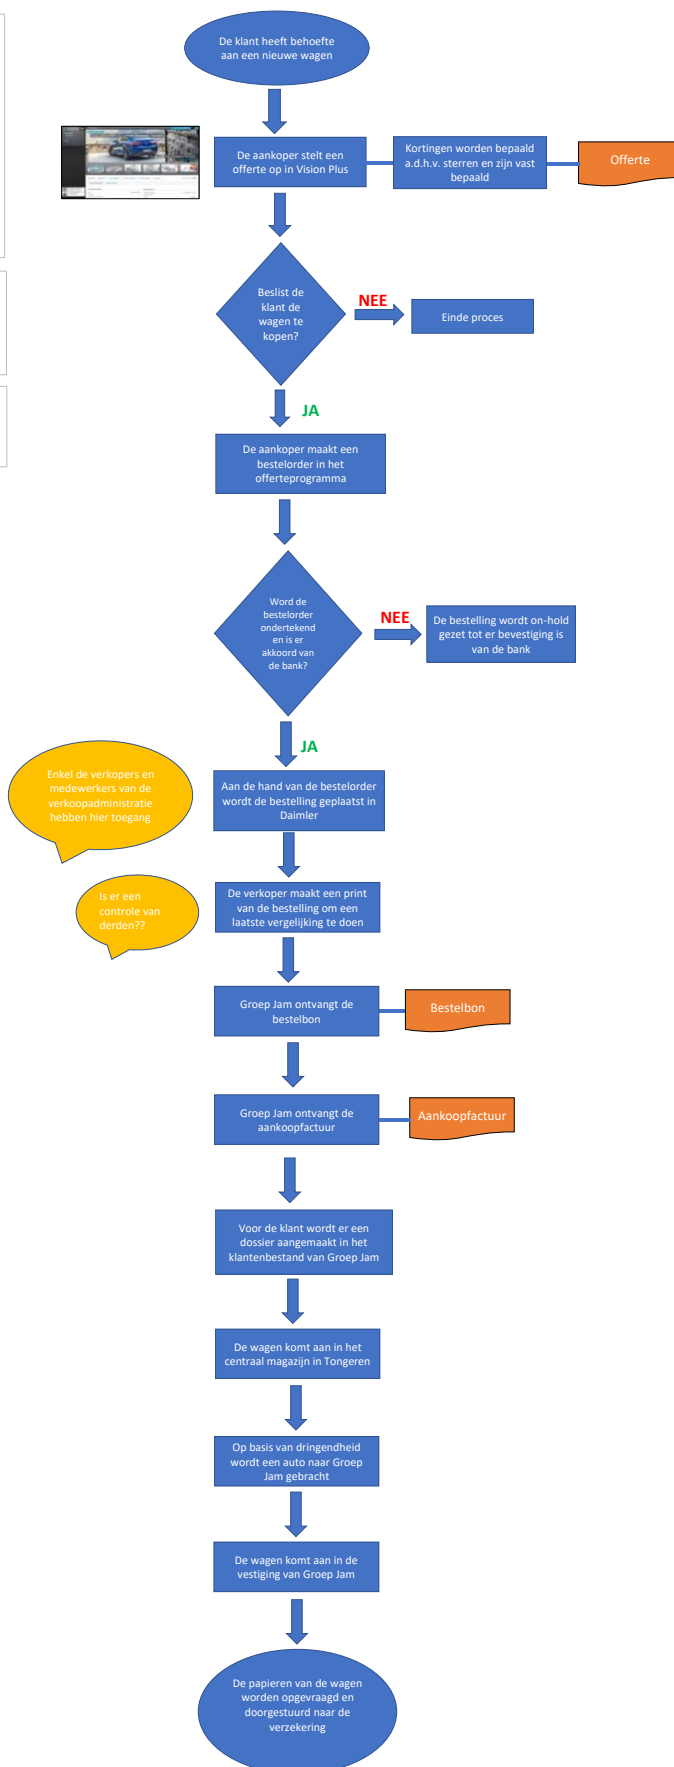 De klant heeft behoefte
aan een nieuwe wagen
De aankoper stelt een
offerte op in Vision Plus
Kortingen worden bepaald
a.d.h.v. sterren en zijn vast
bepaald
Offerte
Beslist de
klant de
wagen te
kopen?
NEE
Einde proces
JA
De aankoper maakt een
bestelorder in het
offerteprogramma
Word de
bestelorder
ondertekend
en is er
akkoord van
de bank?
NEE
De bestelling wordt on-hold
gezet tot er bevestiging is
van de bank
JA
Enkel de verkopers en
medewerkers van de
verkoopadministratie
hebben hier toegang
Aan de hand van de bestelorder
wordt de bestelling geplaatst in
Daimler
Is er een
controle van
derden??
De verkoper maakt een print
van de bestelling om een
laatste vergelijking te doen
Groep Jam ontvangt de
bestelbon
Bestelbon
Groep Jam ontvangt de
aankoopfactuur
Aankoopfactuur
Voor de klant wordt er een
dossier aangemaakt in het
klantenbestand van Groep Jam
De wagen komt aan in het
centraal magazijn in Tongeren
Op basis van dringendheid
wordt een auto naar Groep
Jam gebracht
De wagen komt aan in de
vestiging van Groep Jam
De papieren van de wagen
worden opgevraagd en
doorgestuurd naar de
verzekering